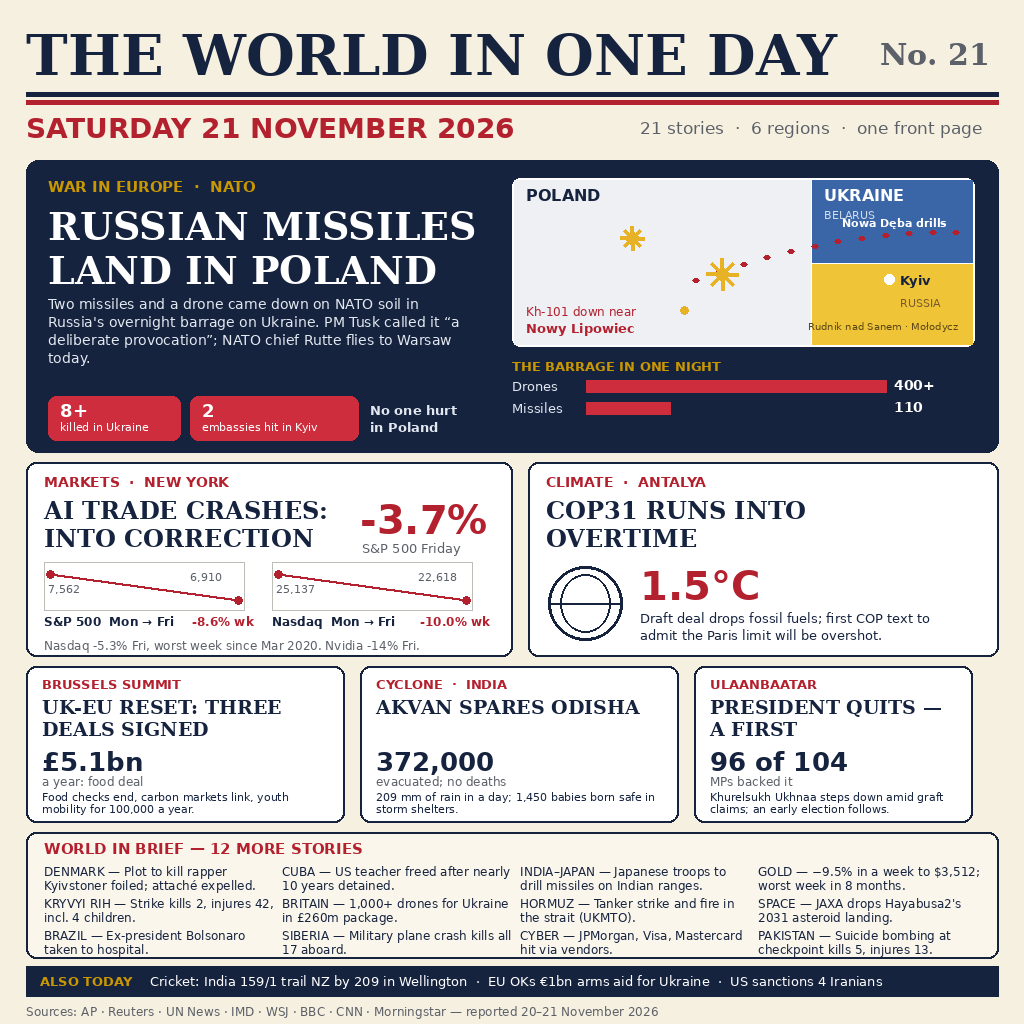 THE WORLD IN ONE DAY
No. 21
SATURDAY 21 NOVEMBER 2026
21 stories · 6 regions · one front page
WAR IN EUROPE · NATO
RUSSIAN MISSILES
LAND IN POLAND
Two missiles and a drone came down on NATO soil in
Russia's overnight barrage on Ukraine. PM Tusk called it “a
deliberate provocation”; NATO chief Rutte flies to Warsaw
today.
8+
killed in Ukraine
2
embassies hit in Kyiv
No one hurt
in Poland
POLAND
UKRAINE
BELARUS
Nowa Dęba drills
Kyiv
RUSSIA
Kh-101 down near
Nowy Lipowiec
Rudnik nad Sanem · Mołodycz
THE BARRAGE IN ONE NIGHT
Drones 400+
Missiles 110
MARKETS · NEW YORK
AI TRADE CRASHES:
INTO CORRECTION
-3.7%
S&P 500 Friday
7,562
6,910
S&P 500 Mon → Fri -8.6% wk
25,137
22,618
Nasdaq Mon → Fri -10.0% wk
Nasdaq -5.3% Fri, worst week since Mar 2020. Nvidia -14% Fri.
CLIMATE · ANTALYA
COP31 RUNS INTO
OVERTIME
1.5°C
Draft deal drops fossil fuels; first COP text to
admit the Paris limit will be overshot.
BRUSSELS SUMMIT
UK-EU RESET: THREE
DEALS SIGNED
£5.1bn
a year: food deal
Food checks end, carbon markets link, youth
mobility for 100,000 a year.
CYCLONE · INDIA
AKVAN SPARES ODISHA
372,000
evacuated; no deaths
209 mm of rain in a day; 1,450 babies born safe in
storm shelters.
ULAANBAATAR
PRESIDENT QUITS —
A FIRST
96 of 104
MPs backed it
Khurelsukh Ukhnaa steps down amid graft
claims; an early election follows.
WORLD IN BRIEF — 12 MORE STORIES
DENMARK — Plot to kill rapper
Kyivstoner foiled; attaché expelled.
KRYVYI RIH — Strike kills 2, injures 42,
incl. 4 children.
BRAZIL — Ex-president Bolsonaro
taken to hospital.
CUBA — US teacher freed after nearly
10 years detained.
BRITAIN — 1,000+ drones for Ukraine
in £260m package.
SIBERIA — Military plane crash kills all
17 aboard.
INDIA–JAPAN — Japanese troops to
drill missiles on Indian ranges.
HORMUZ — Tanker strike and fire in
the strait (UKMTO).
CYBER — JPMorgan, Visa, Mastercard
hit via vendors.
GOLD — −9.5% in a week to $3,512;
worst week in 8 months.
SPACE — JAXA drops Hayabusa2's
2031 asteroid landing.
PAKISTAN — Suicide bombing at
checkpoint kills 5, injures 13.
ALSO TODAY Cricket: India 159/1 trail NZ by 209 in Wellington · EU OKs €1bn arms aid for Ukraine · US sanctions 4 Iranians
Sources: AP · Reuters · UN News · IMD · WSJ · BBC · CNN · Morningstar — reported 20–21 November 2026